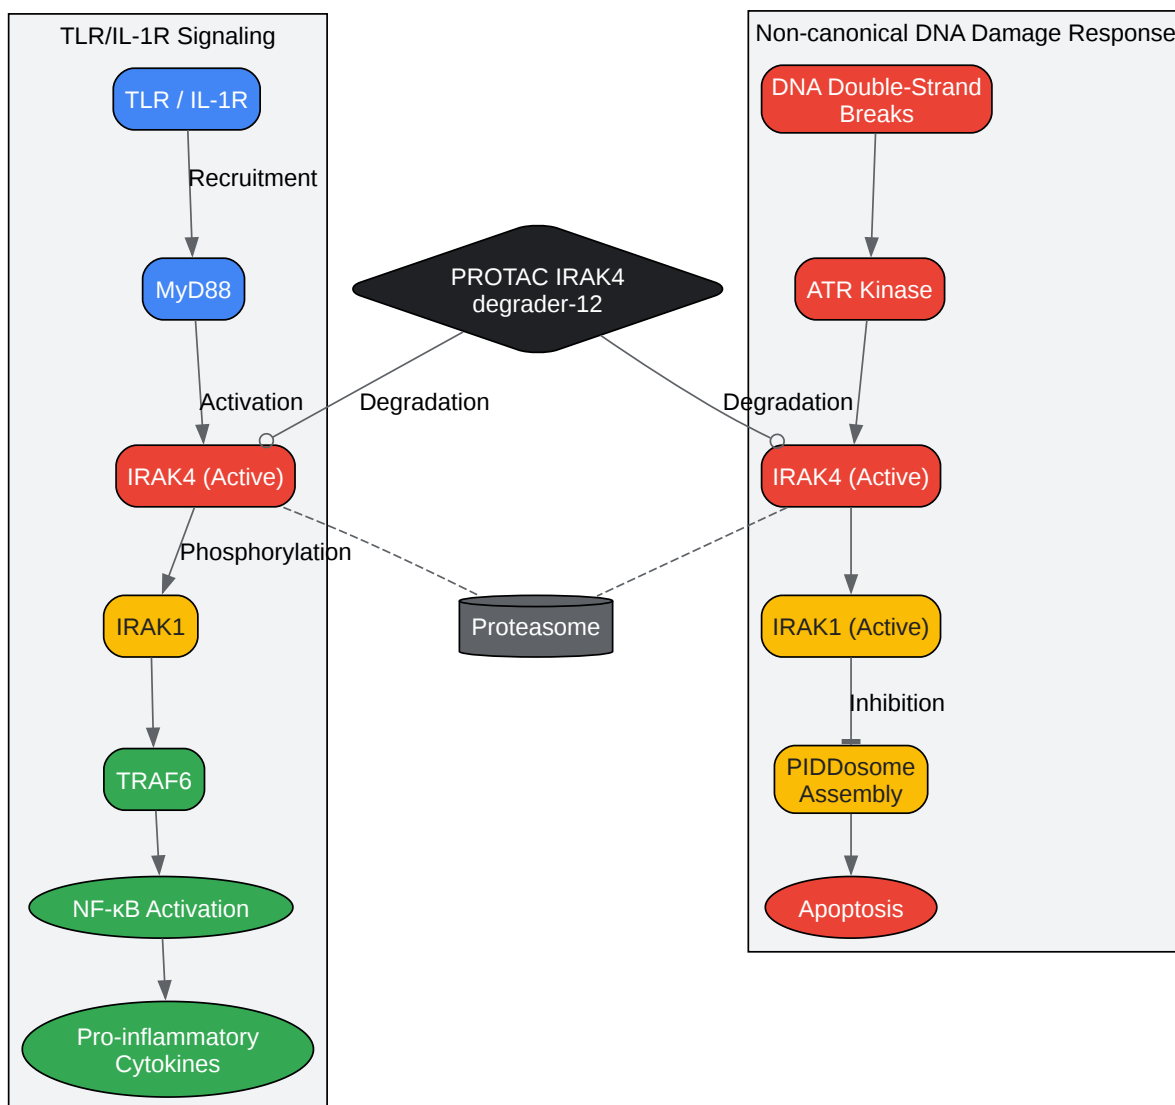 TLR/IL-1R Signaling
TLR / IL-1R
Recruitment
MyD88
Activation
IRAK4 (Active)
Phosphorylation
IRAK1
TRAF6
NF-κB Activation
Pro-inflammatory
Cytokines
PROTAC IRAK4
degrader-12
Degradation
Degradation
Proteasome
Non-canonical DNA Damage Response
DNA Double-Strand
Breaks
ATR Kinase
IRAK4 (Active)
IRAK1 (Active)
Inhibition
PIDDosome
Assembly
Apoptosis